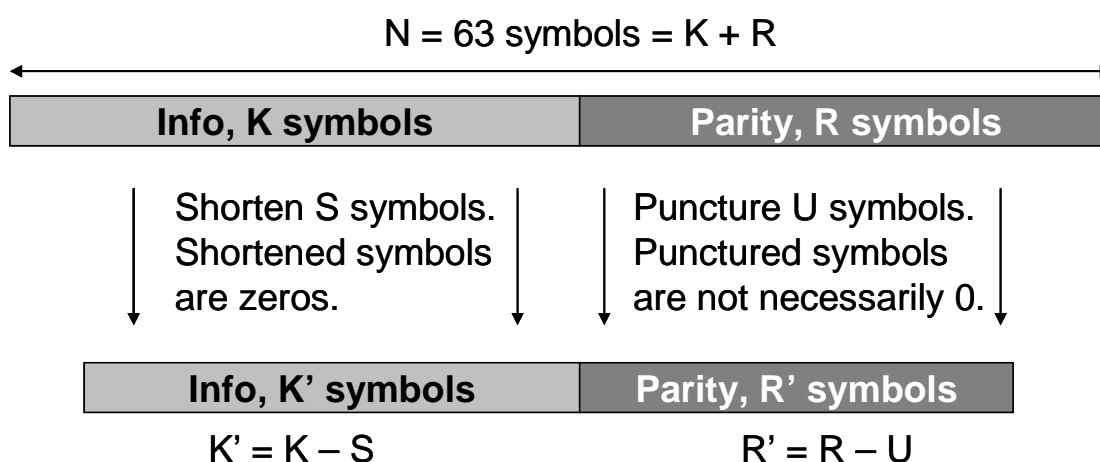 N = 63 symbols = K + R
Info, K symbols
Parity, R symbols
Shorten S symbols.
Shortened symbols
are zeros.
Puncture U symbols.
Punctured symbols
are not necessarily 0.
Info, K’ symbols
Parity, R’ symbols
K’ = K – S
R’ = R – U